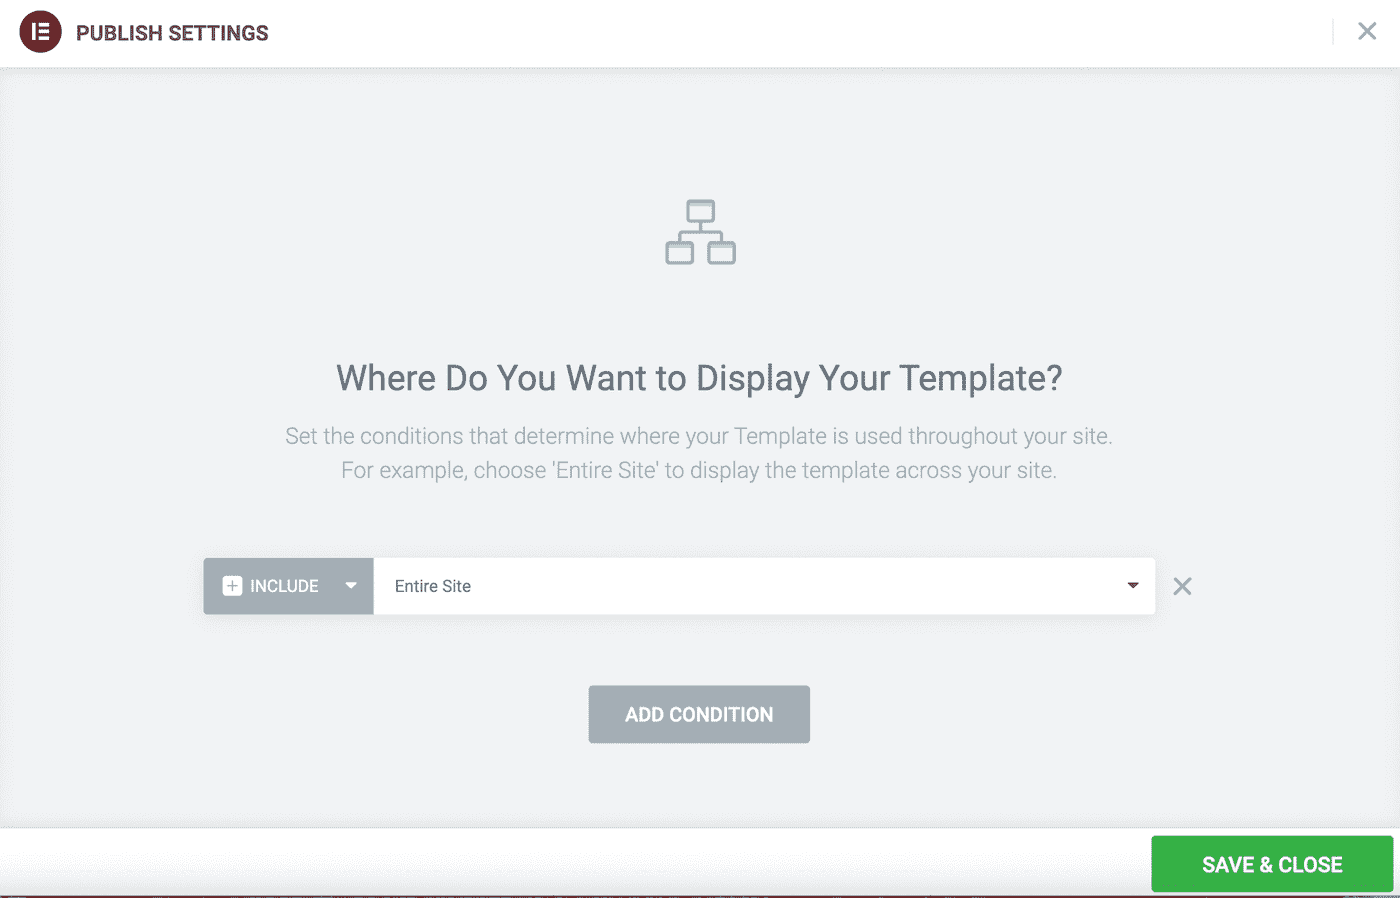 PUBLISH SETTINGS
Where Do You Want to Display Your Template?
Set the conditions that determine where your Template is used throughout your site.
For example, choose 'Entire Site' to display the template across your site.
INCLUDE
Entire Site
ADD CONDITION
SAVE & CLOSE